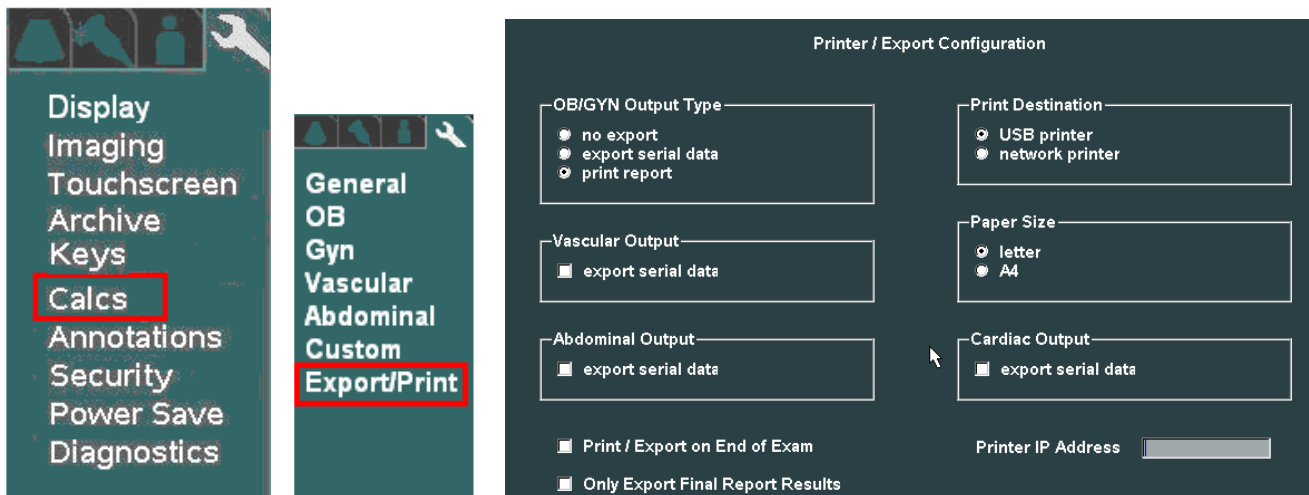 Display
Imaging
Touchscreen
Archive
Keys
Calcs
Annotations
Security
Power Save
Diagnostics
General
OB
Gyn
Vascular
Abdominal
Custom
Export/Print
Printer / Export Configuration
OB/GYN Output Type
no export
export serial data
print report
Vascular Output
export serial data
Abdominal Output
export serial data
Print / Export on End of Exam
Only Export Final Report Results
Print Destination
USB printer
network printer
Paper Size
letter
A4
Cardiac Output
export serial data
Printer IP Address